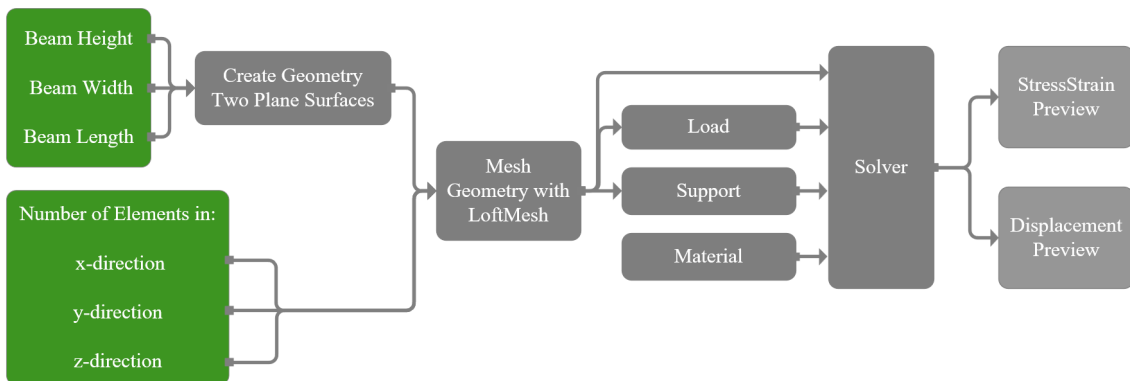 Beam Height
Beam Width
Beam Length
Create Geometry
Two Plane Surfaces
Number of Elements in:
x-direction
y-direction
z-direction
Mesh
Geometry with
LoftMesh
Load
Support
Material
Solver
StressStrain
Preview
Displacement
Preview